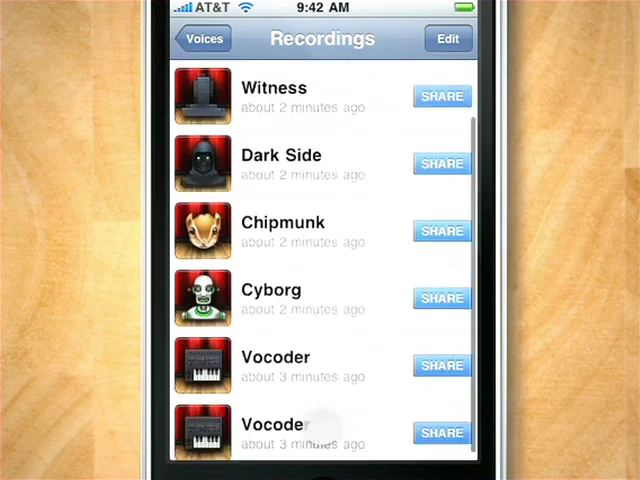 AT&T 9:42 AM
Voices Recordings Edit
Witness
about 2 minutes ago
SHARE
Dark Side
about 2 minutes ago
SHARE
Chipmunk
about 2 minutes ago
SHARE
Cyborg
about 2 minutes ago
SHARE
Vocoder
about 3 minutes ago
SHARE
Vocoder
about 3 minutes ago
SHARE